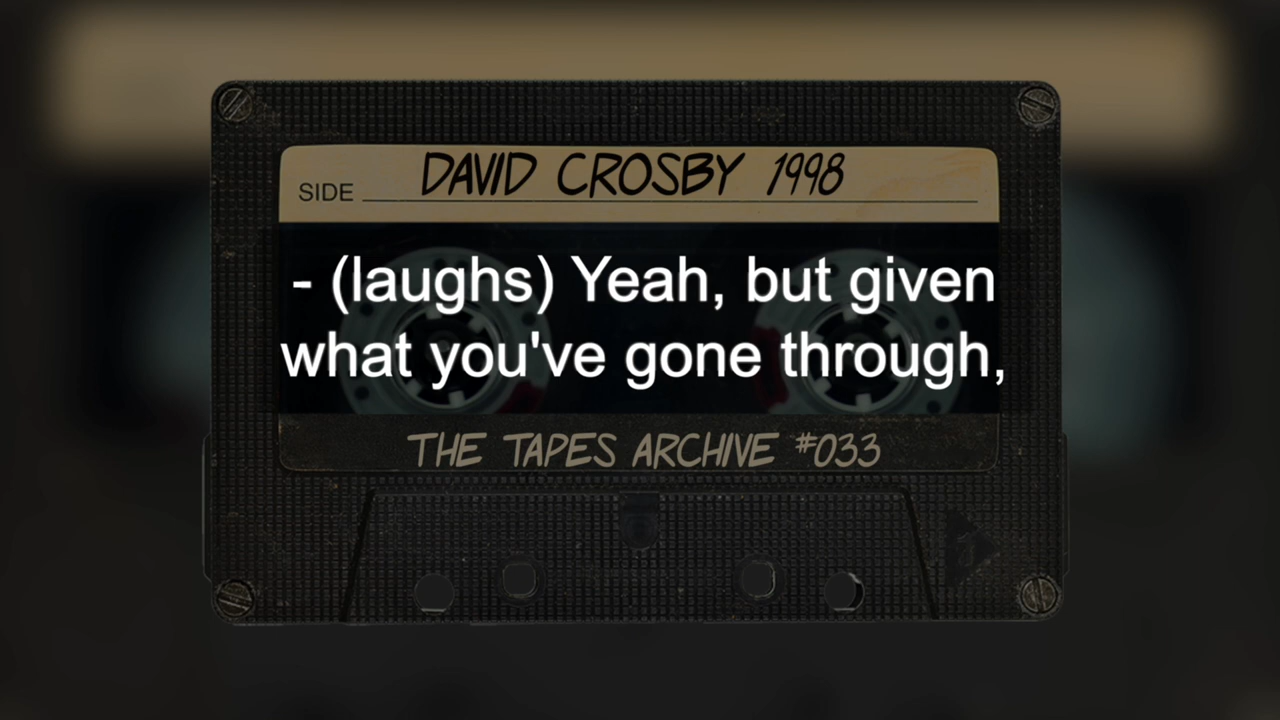 DAVID CROSBY 1998
SIDE
- (laughs) Yeah, but given
what you've gone through,
THE TAPES ARCHIVE #033